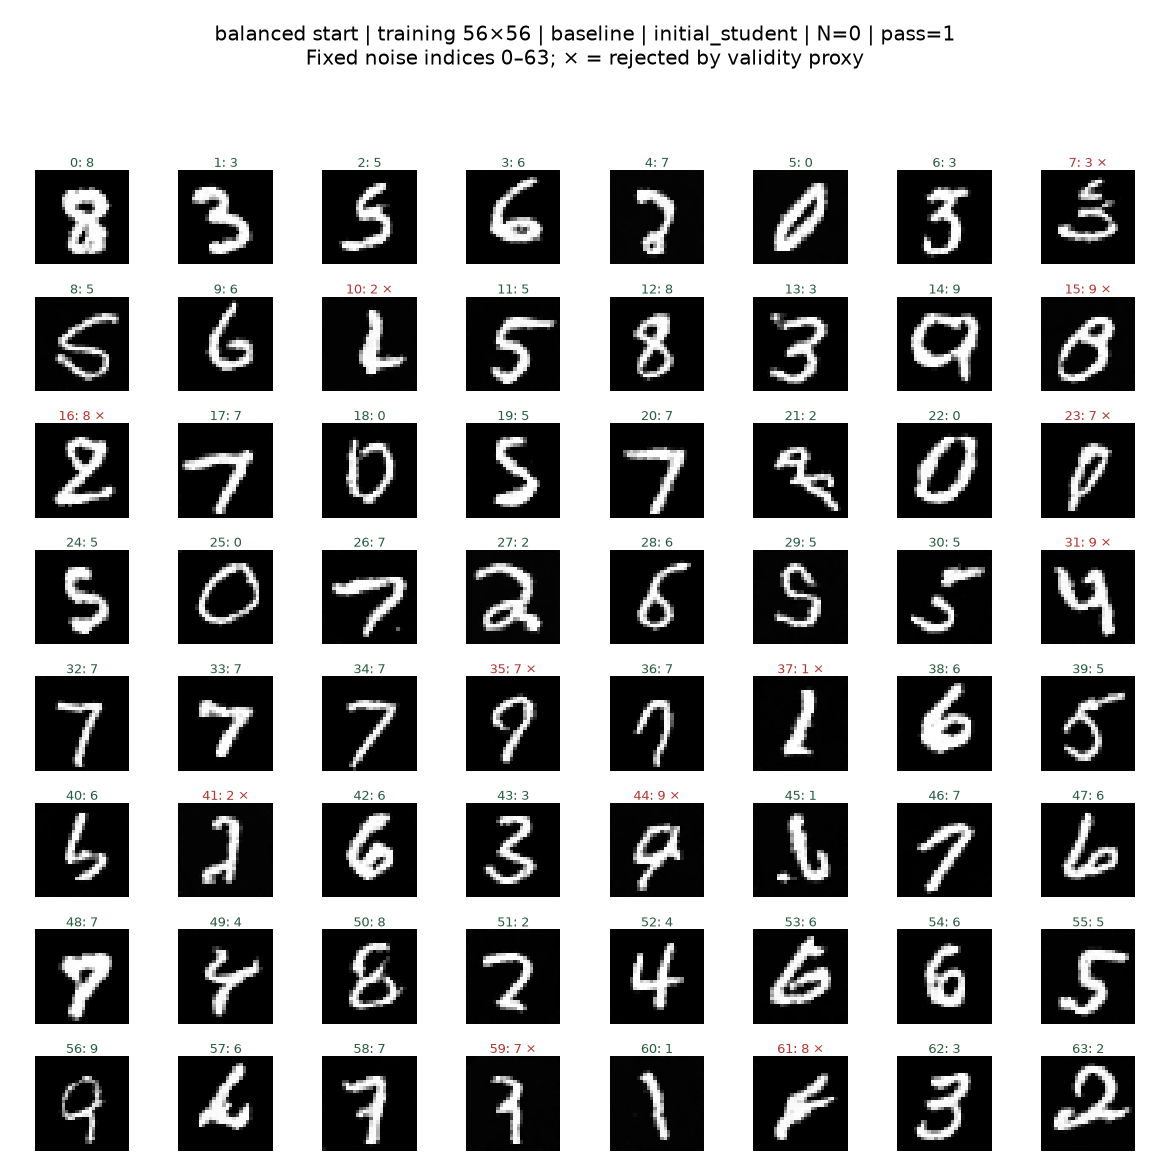 balanced start | training 56×56 | baseline | initial_student | N=0 | pass=1
Fixed noise indices 0–63; × = rejected by validity proxy
0: 8 1: 3 2: 5 3: 6 4: 7 5: 0 6: 3 7: 3 ×
8: 5 9: 6 10: 2 × 11: 5 12: 8 13: 3 14: 9 15: 9 ×
16: 8 × 17: 7 18: 0 19: 5 20: 7 21: 2 22: 0 23: 7 ×
24: 5 25: 0 26: 7 27: 2 28: 6 29: 5 30: 5 31: 9 ×
32: 7 33: 7 34: 7 35: 7 × 36: 7 37: 1 × 38: 6 39: 5
40: 6 41: 2 × 42: 6 43: 3 44: 9 × 45: 1 46: 7 47: 6
48: 7 49: 4 50: 8 51: 2 52: 4 53: 6 54: 6 55: 5
56: 9 57: 6 58: 7 59: 7 × 60: 1 61: 8 × 62: 3 63: 2